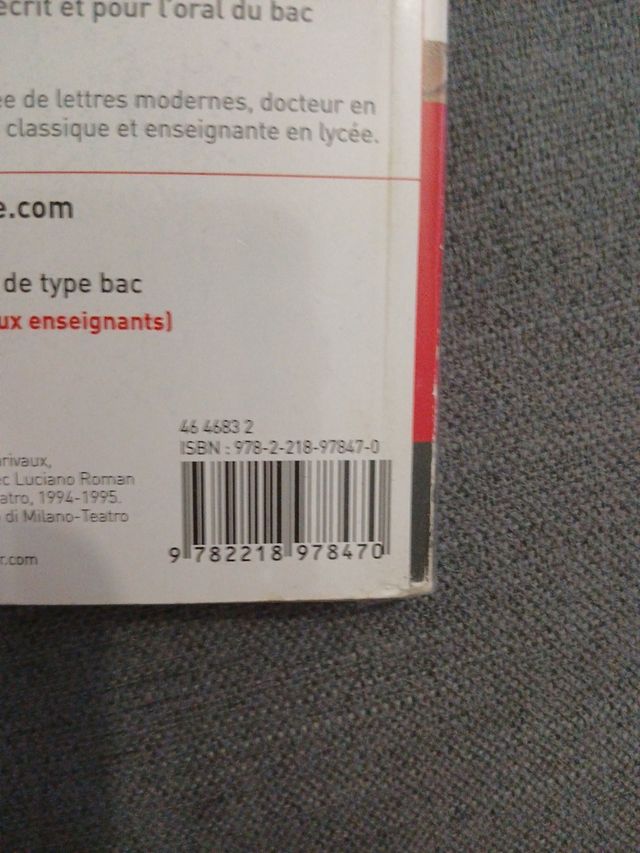 écrit et pour l'oral du bac
ée de lettres modernes, docteur en
classique et enseignante en lycée.
e.com
de type bac
ux enseignants)
46 4683 2
ISBN : 978-2-218-97847-0
arivaux,
ec Luciano Roman
atro, 1994-1995.
di Milano-Teatro
r.com
9 782218 978470